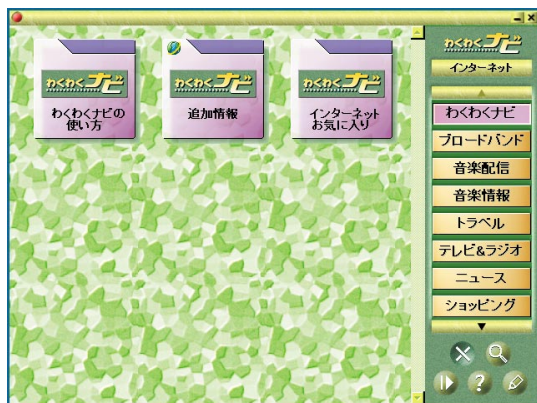 わくわくナビ
わくわくナビの
使い方
わくわくナビ
追加情報
わくわくナビ
インターネット
お気に入り
わくわくナビ
インターネット
わくわくナビ
ブロードバンド
音楽配信
音楽情報
トラベル
テレビ&ラジオ
ニュース
ショッピング
?